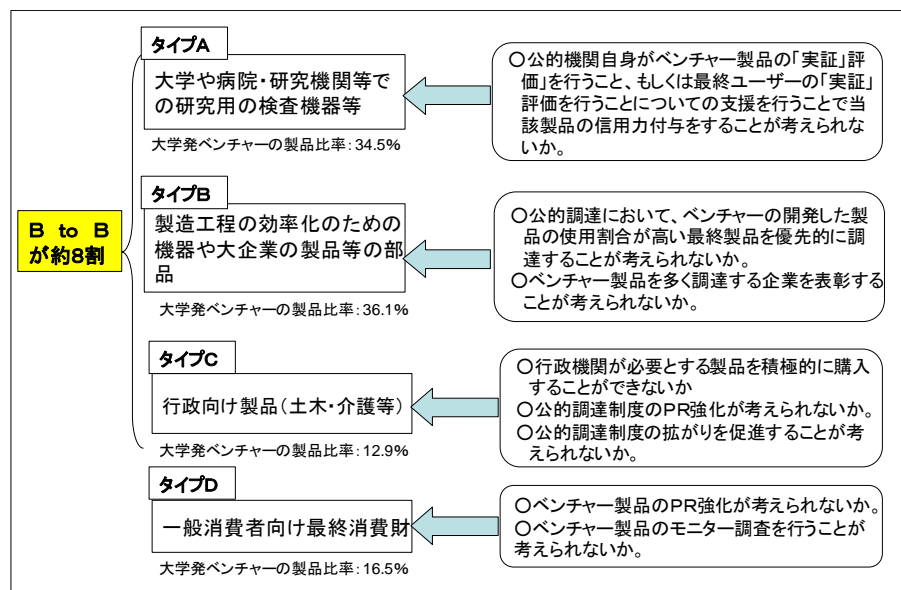 タイプA
大学や病院・研究機関等で
の研究用の検査機器等
大学発ベンチャーの製品比率:34.5%
○公的機関自身がベンチャー製品の「実証」評
価」を行うこと、もしくは最終ユーザーの「実証」
評価を行うことについての支援を行うことで当
該製品の信用力付与をすることが考えられな
いか。
B to B
が約8割
タイプB
製造工程の効率化のための
機器や大企業の製品等の部
品
大学発ベンチャーの製品比率:36.1%
○公的調達において、ベンチャーの開発した製
品の使用割合が高い最終製品を優先的に調
達することが考えられないか。
○ベンチャー製品を多く調達する企業を表彰する
ことが考えられないか。
タイプC
行政向け製品(土木・介護等)
大学発ベンチャーの製品比率:12.9%
○行政機関が必要とする製品を積極的に購入
することができないか
○公的調達制度のPR強化が考えられないか。
○公的調達制度の拡がりを促進することが考
えられないか。
タイプD
一般消費者向け最終消費財
大学発ベンチャーの製品比率:16.5%
○ベンチャー製品のPR強化が考えられないか。
○ベンチャー製品のモニター調査を行うことが
考えられないか。